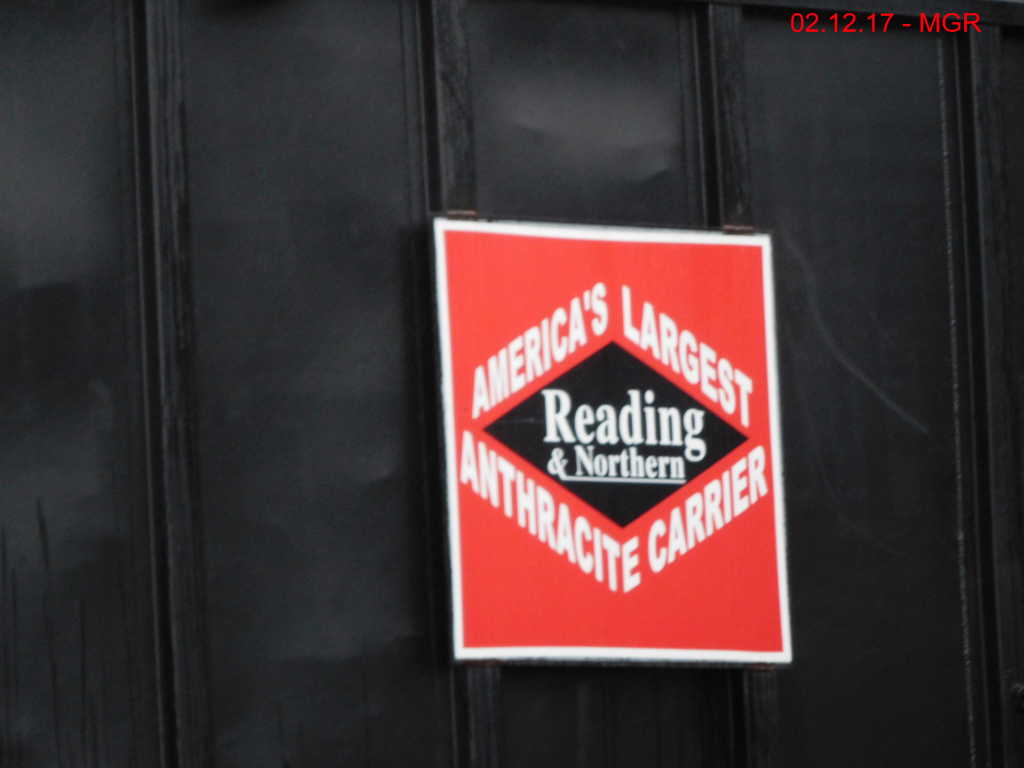 02.12.17 - MGR
AMERICA'S LARGEST
Reading
& Northern
ANTHRACITE CARRIER